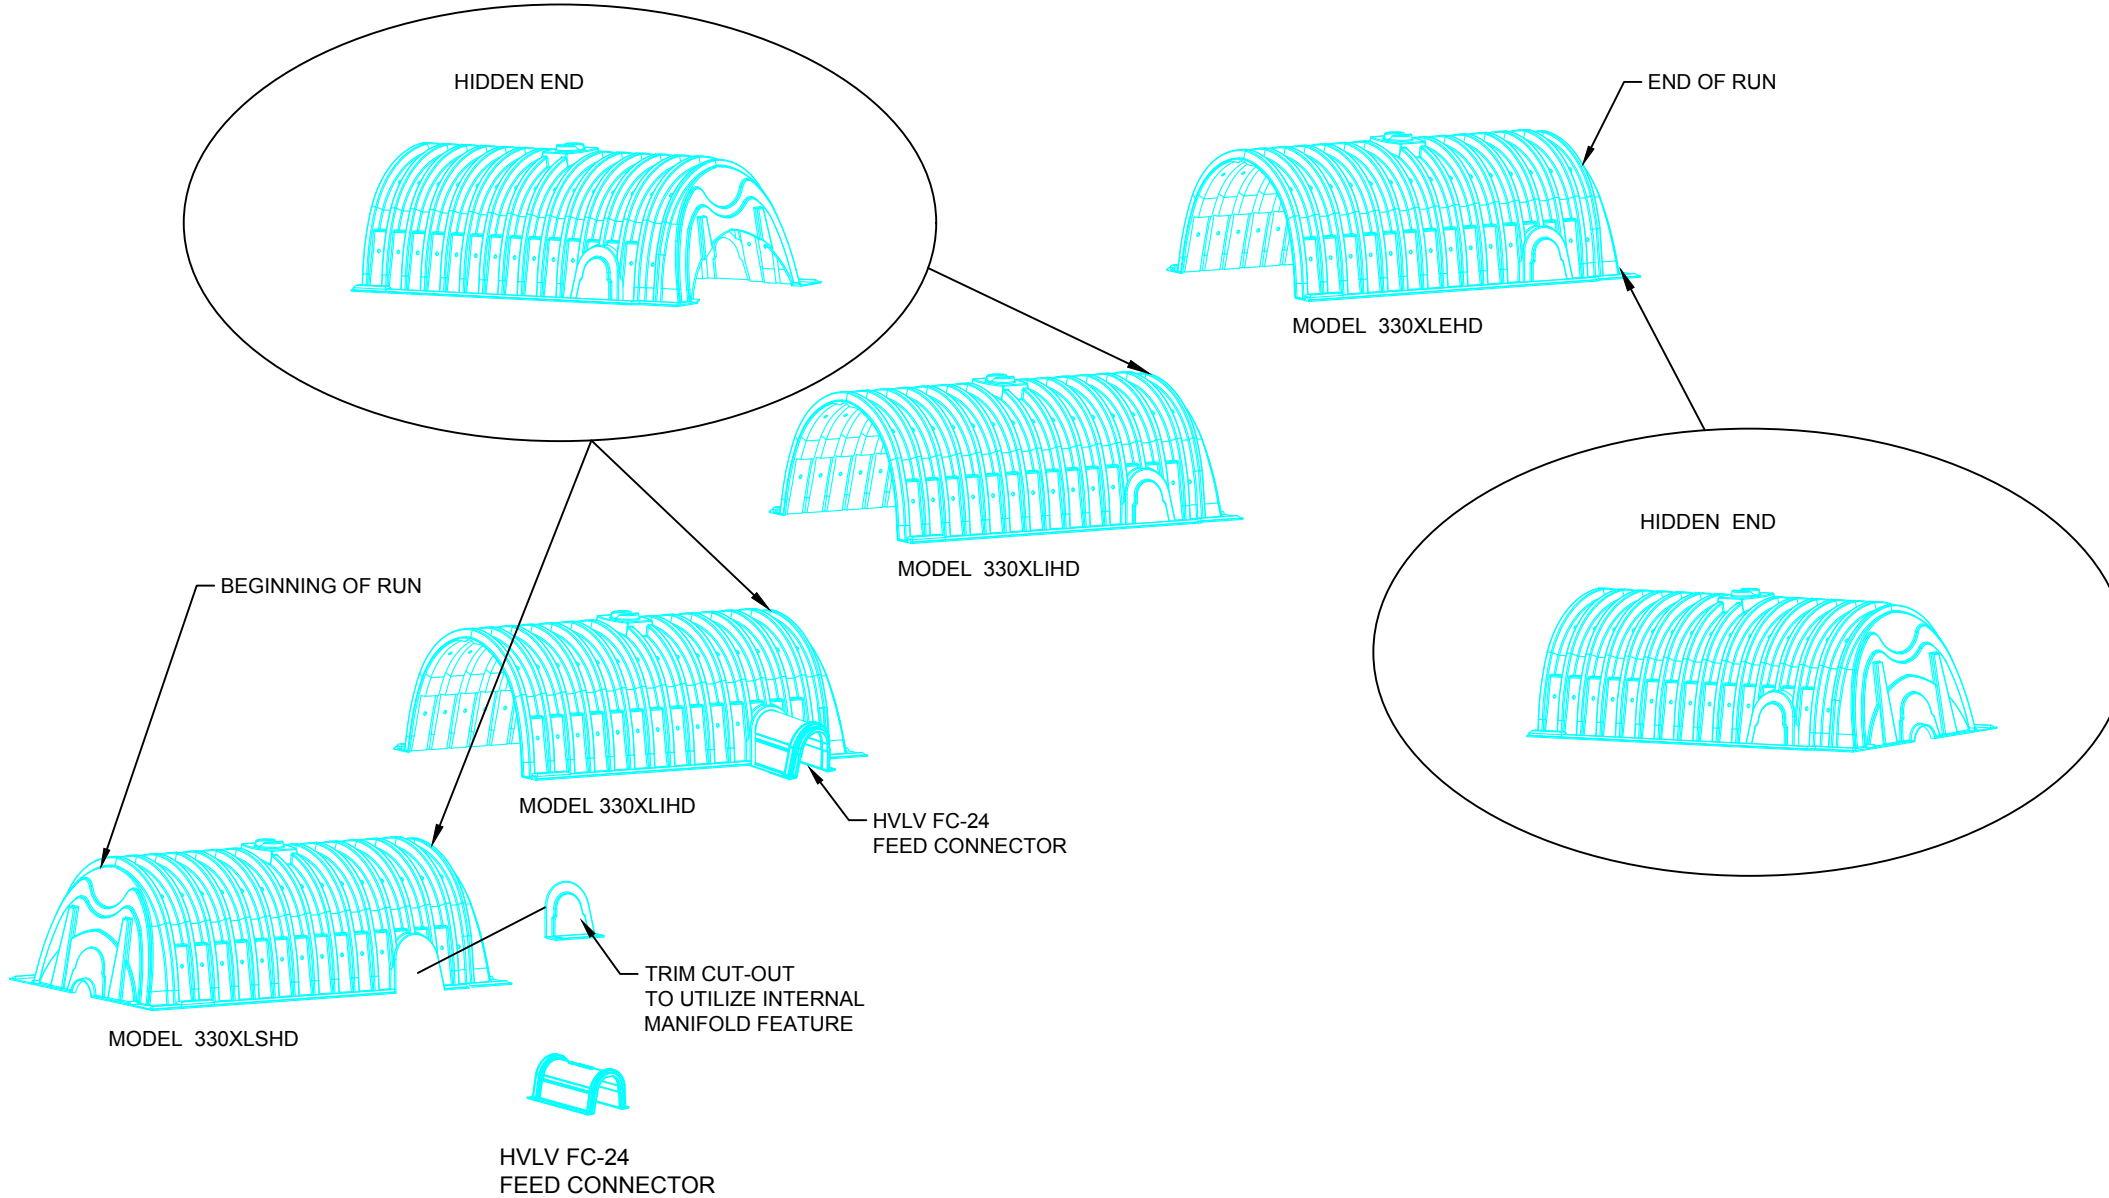 HIDDEN END
END OF RUN
MODEL 330XLEHD
HIDDEN END
MODEL 330XLIHD
BEGINNING OF RUN
MODEL 330XLIHD
HVLV FC-24
FEED CONNECTOR
TRIM CUT-OUT
TO UTILIZE INTERNAL
MANIFOLD FEATURE
MODEL 330XLSHD
HVLV FC-24
FEED CONNECTOR